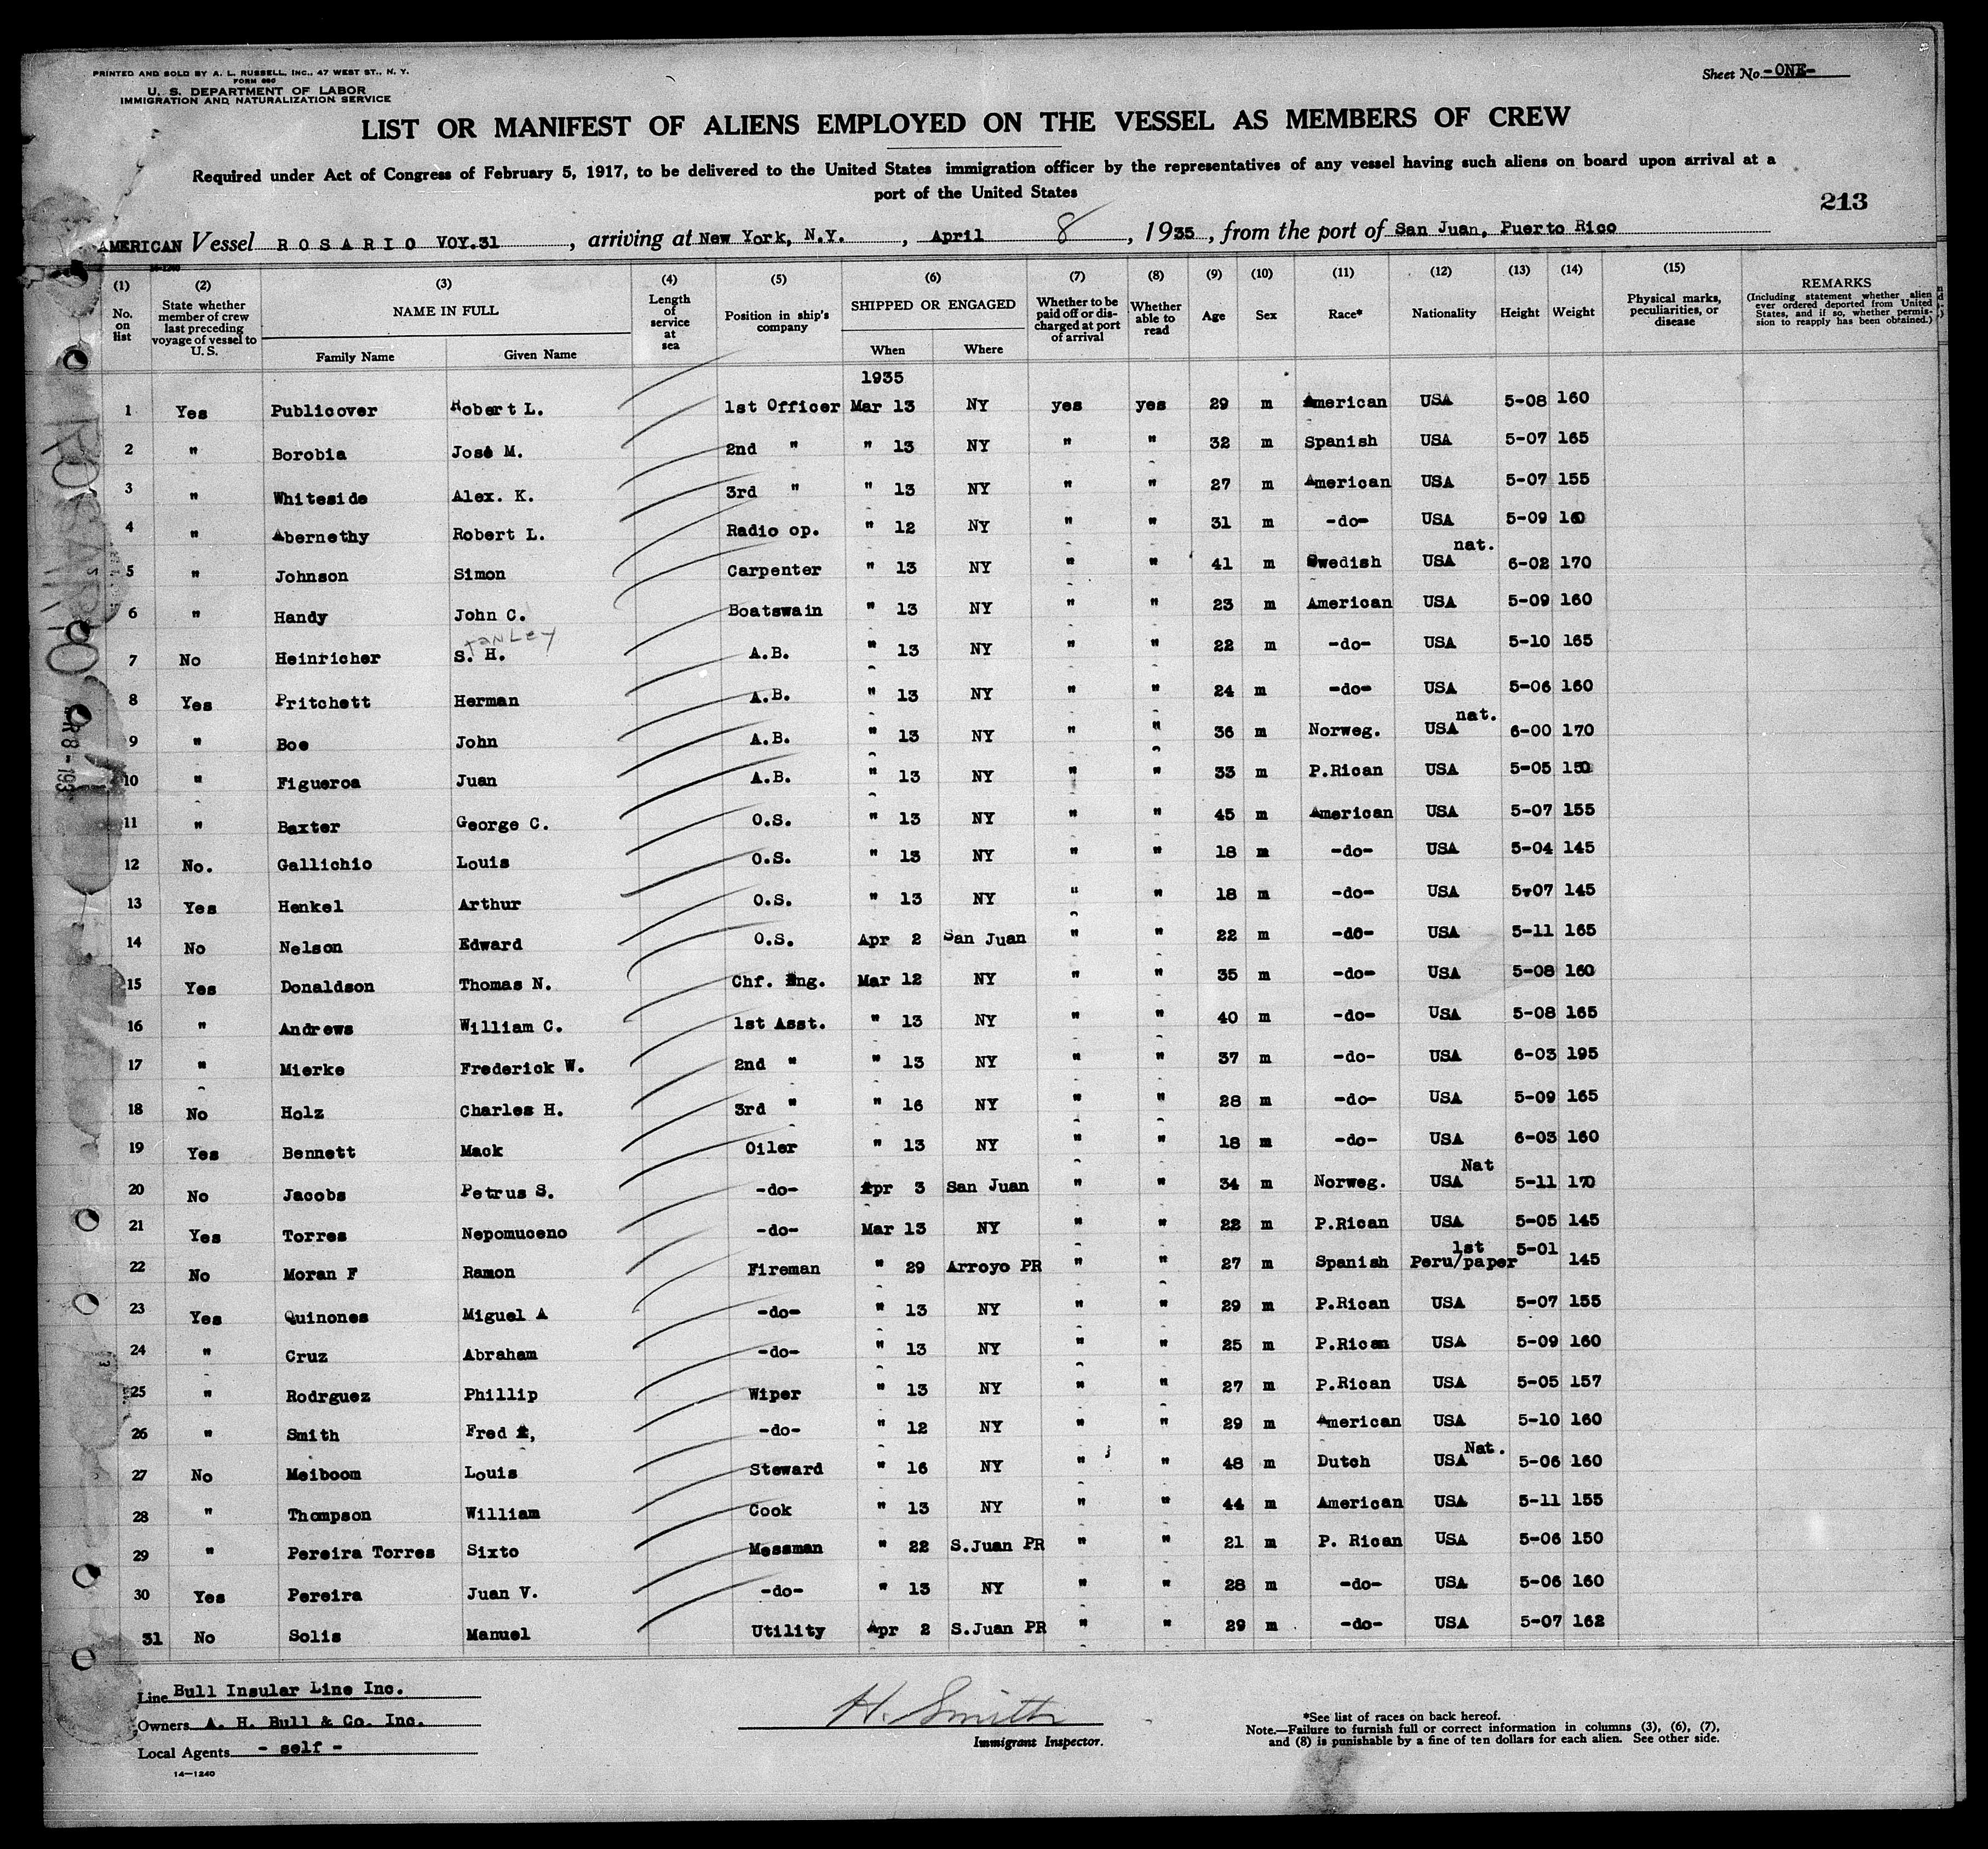 PRINTED AND SOLD BY A. L. RUSSELL, INC., 47 WEST ST., N. Y.
FORM 680
U. S. DEPARTMENT OF LABOR
IMMIGRATION AND NATURALIZATION SERVICE
Sheet No. -ONE-
LIST OR MANIFEST OF ALIENS EMPLOYED ON THE VESSEL AS MEMBERS OF CREW
Required under Act of Congress of February 5, 1917, to be delivered to the United States immigration officer by the representatives of any vessel having such aliens on board upon arrival at a
port of the United States
213
AMERICAN Vessel ROSARIO VOY.31, arriving at New York, N.Y., April 8, 1935, from the port of San Juan, Puerto Rico
14-1240
(1) No. on list (2) State whether member of crew last preceding voyage of vessel to U. S. (3) NAME IN FULL Family Name Given Name (4) Length of service at sea (5) Position in ship's company (6) SHIPPED OR ENGAGED When Where (7) Whether to be paid off or discharged at port of arrival (8) Whether able to read (9) Age (10) Sex (11) Race* (12) Nationality (13) Height (14) Weight (15) Physical marks, peculiarities, or disease REMARKS (Including statement whether alien ever ordered deported from United States, and if so, whether permission to reapply has been obtained.)
1935
1 Yes Publicover Robert L. 1st Officer Mar 13 NY yes yes 29 m American USA 5-08 160
2 " Borobia José M. 2nd " " 13 NY " " 32 m Spanish USA 5-07 165
3 " Whiteside Alex. K. 3rd " " 13 NY " " 27 m American USA 5-07 155
4 " Abernethy Robert L. Radio op. " 12 NY " " 31 m -do- USA 5-09 160
5 " Johnson Simon Carpenter " 13 NY " " 41 m Swedish USA nat. 6-02 170
6 " Handy John C. Boatswain " 13 NY " " 23 m American USA 5-09 160
tanley
7 No Heinricher S. H. A.B. " 13 NY " " 22 m -do- USA 5-10 165
8 Yes Pritchett Herman A.B. " 13 NY " " 24 m -do- USA 5-06 160
9 " Boe John A.B. " 13 NY " " 36 m Norweg. USA nat. 6-00 170
10 " Figueroa Juan A.B. " 13 NY " " 33 m P.Rican USA 5-05 150
11 " Baxter George C. O.S. " 13 NY " " 45 m American USA 5-07 155
12 No. Gallichio Louis O.S. " 13 NY " " 18 m -do- USA 5-04 145
13 Yes Henkel Arthur O.S. " 13 NY " " 18 m -do- USA 5-07 145
14 No Nelson Edward O.S. Apr 2 San Juan " " 22 m -do- USA 5-11 165
15 Yes Donaldson Thomas N. Chf. Eng. Mar 12 NY " " 35 m -do- USA 5-08 160
16 " Andrews William C. 1st Asst. " 13 NY " " 40 m -do- USA 5-08 165
17 " Mierke Frederick W. 2nd " " 13 NY " " 37 m -do- USA 6-03 195
18 No Holz Charles H. 3rd " " 16 NY " " 28 m -do- USA 5-09 165
19 Yes Bennett Mack Oiler " 13 NY " " 18 m -do- USA 6-03 160
20 No Jacobs Petrus S. -do- Apr 3 San Juan " " 34 m Norweg. USA Nat 5-11 170
21 Yes Torres Nepomuceno -do- Mar 13 NY " " 22 m P.Rican USA 5-05 145
22 No Moran F Ramon Fireman " 29 Arroyo PR " " 27 m Spanish Peru/1st paper 5-01 145
23 Yes Quinones Miguel A -do- " 13 NY " " 29 m P.Rican USA 5-07 155
24 " Cruz Abraham -do- " 13 NY " " 25 m P.Rican USA 5-09 160
25 " Rodrguez Phillip Wiper " 13 NY " " 27 m P.Rican USA 5-05 157
26 " Smith Fred -do- " 12 NY " " 29 m American USA 5-10 160
27 No Meiboom Louis Steward " 16 NY " " 48 m Dutch USA Nat. 5-06 160
28 " Thompson William Cook " 13 NY " " 44 m American USA 5-11 155
29 " Pereira Torres Sixto Messman " 22 S.Juan PR " " 21 m P. Rican USA 5-06 150
30 Yes Pereira Juan V. -do- " 13 NY " " 28 m -do- USA 5-06 160
31 No Solis Manuel Utility Apr 2 S.Juan PR " " 29 m -do- USA 5-07 162
ROSARIO
Line Bull Insular Line Inc.
Owners A. H. Bull & Co. Inc.
Local Agents - self -
14-1240
H. Smith
Immigrant Inspector.
*See list of races on back hereof.
Note.—Failure to furnish full or correct information in columns (3), (6), (7),
and (8) is punishable by a fine of ten dollars for each alien. See other side.